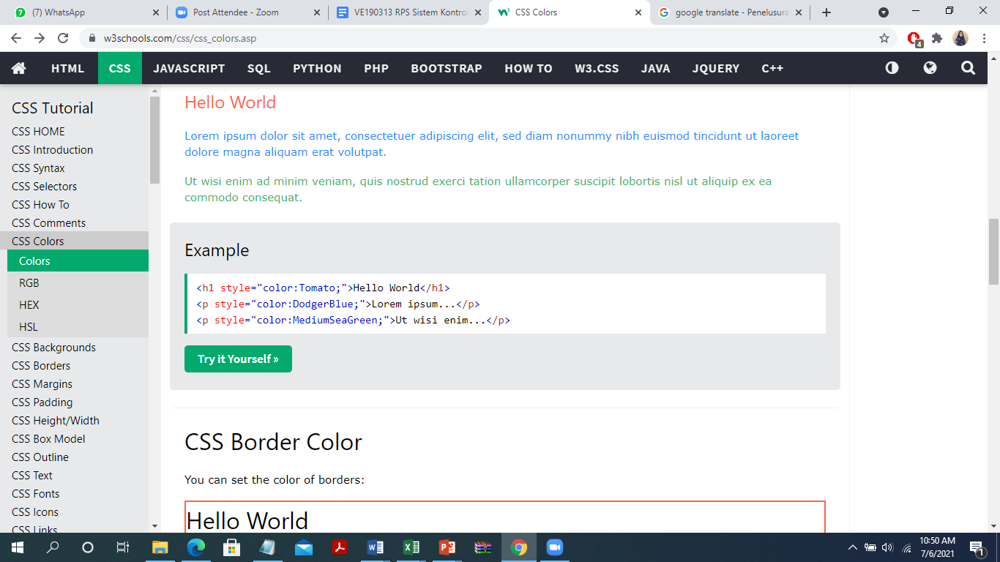 (7) WhatsApp
Post Attendee - Zoom
VE190313 RPS Sistem Kontro
CSS Colors
google translate - Penelusura
w3schools.com/css/css_colors.asp
4
HTML CSS JAVASCRIPT SQL PYTHON PHP BOOTSTRAP HOW TO W3.CSS JAVA JQUERY C++
CSS Tutorial
CSS HOME
CSS Introduction
CSS Syntax
CSS Selectors
CSS How To
CSS Comments
CSS Colors
Colors
RGB
HEX
HSL
CSS Backgrounds
CSS Borders
CSS Margins
CSS Padding
CSS Height/Width
CSS Box Model
CSS Outline
CSS Text
CSS Fonts
CSS Icons
CSS Links
Hello World
Lorem ipsum dolor sit amet, consectetuer adipiscing elit, sed diam nonummy nibh euismod tincidunt ut laoreet
dolore magna aliquam erat volutpat.
Ut wisi enim ad minim veniam, quis nostrud exerci tation ullamcorper suscipit lobortis nisl ut aliquip ex ea
commodo consequat.
Example
<h1 style="color:Tomato;">Hello World</h1>
<p style="color:DodgerBlue;">Lorem ipsum...</p>
<p style="color:MediumSeaGreen;">Ut wisi enim...</p>
Try it Yourself »
CSS Border Color
You can set the color of borders:
Hello World
10:50 AM
7/6/2021
1